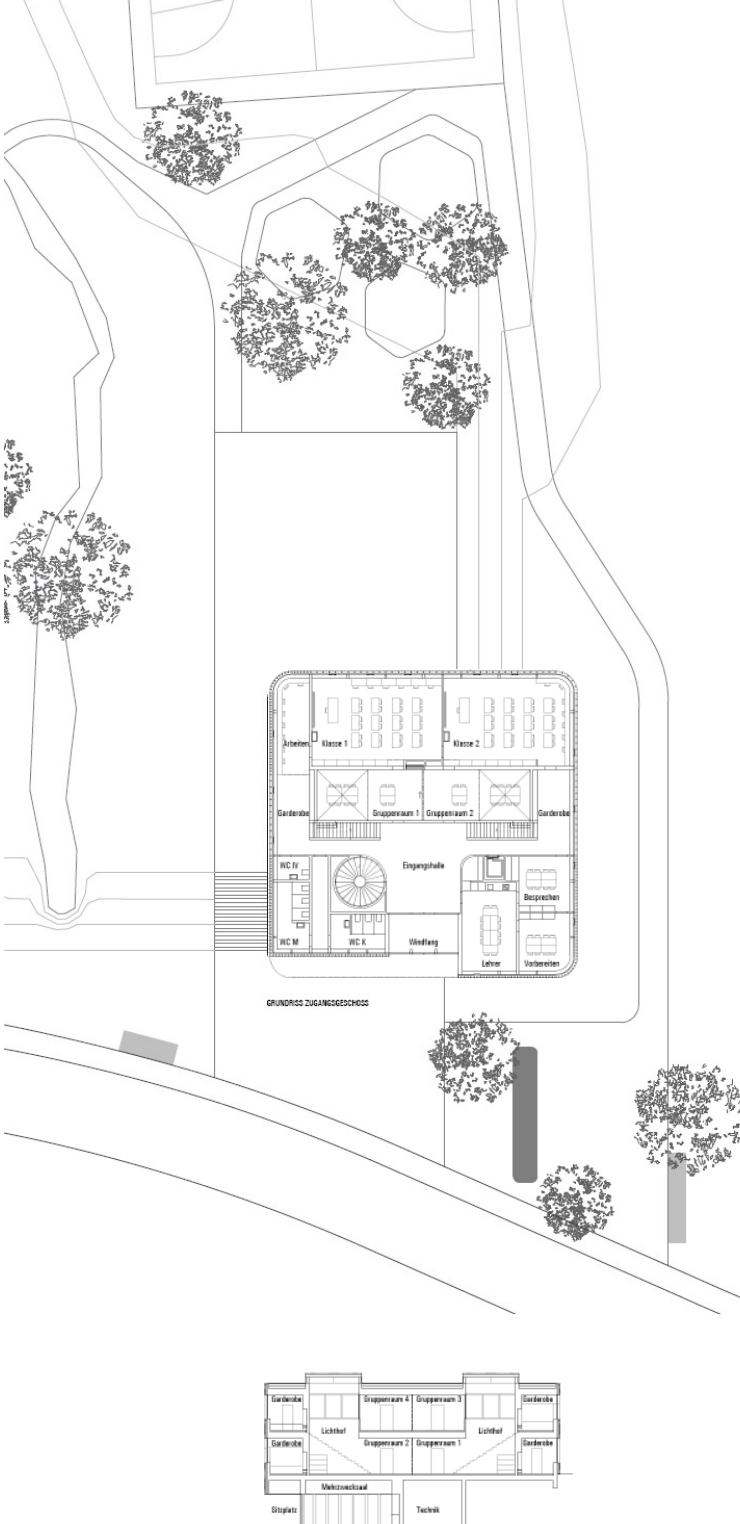 Arbeiten
Klasse 1
Klasse 2
Garderobe
Gruppenraum 1
Gruppenraum 2
Garderobe
WC IV
Eingangshalle
Besprechen
WC M
WC K
Windfang
Lehrer
Vorbereiten
GRUNDRISS ZUGANGSGESCHOSS
Garderobe
Gruppenraum 4
Gruppenraum 3
Garderobe
Lichthof
Lichthof
Garderobe
Gruppenraum 2
Gruppenraum 1
Garderobe
Mehrzwecksaal
Sitzplatz
Technik